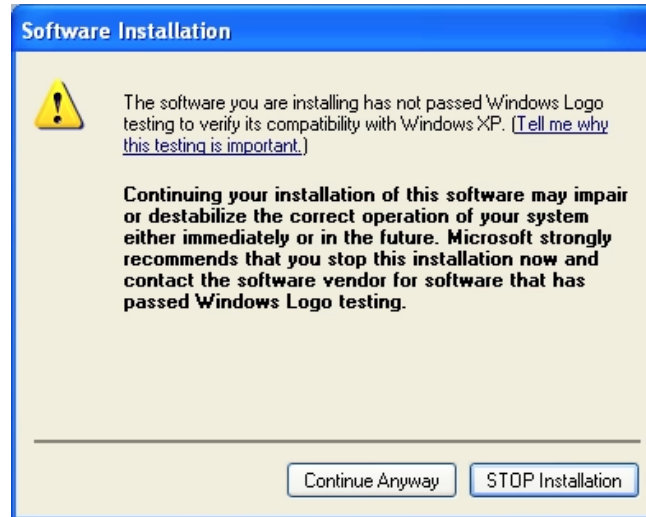 Software Installation
The software you are installing has not passed Windows Logo
testing to verify its compatibility with Windows XP. (Tell me why
this testing is important.)
Continuing your installation of this software may impair
or destabilize the correct operation of your system
either immediately or in the future. Microsoft strongly
recommends that you stop this installation now and
contact the software vendor for software that has
passed Windows Logo testing.
Continue Anyway
STOP Installation